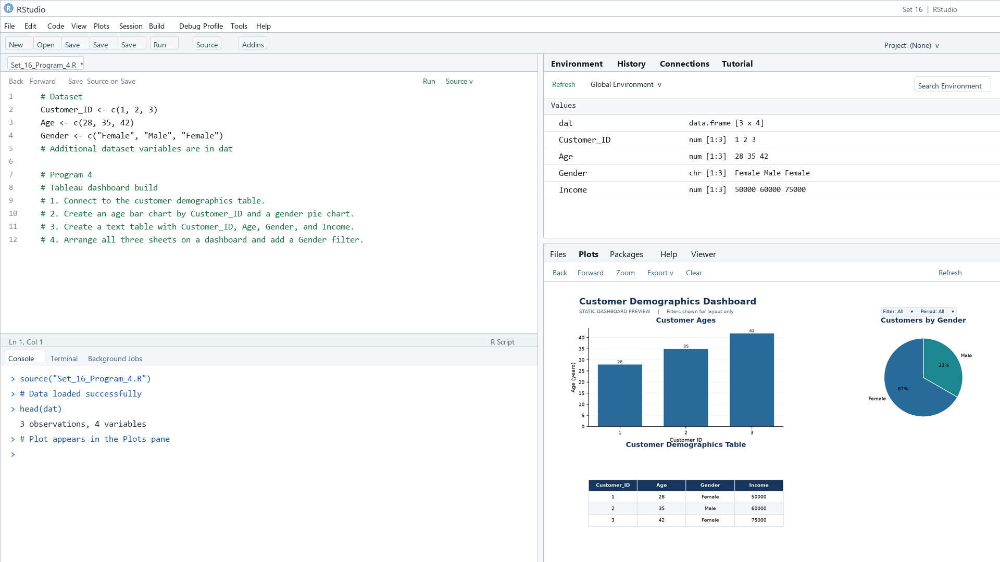 R RStudio
Set 16 | RStudio
File Edit Code View Plots Session Build Debug Profile Tools Help
New Open Save Save Save Run Source Addins
Project: (None) v
Set_16_Program_4.R *
Back Forward Save Source on Save Run Source v
1 # Dataset
2 Customer_ID <- c(1, 2, 3)
3 Age <- c(28, 35, 42)
4 Gender <- c("Female", "Male", "Female")
5 # Additional dataset variables are in dat
6
7 # Program 4
8 # Tableau dashboard build
9 # 1. Connect to the customer demographics table.
10 # 2. Create an age bar chart by Customer_ID and a gender pie chart.
11 # 3. Create a text table with Customer_ID, Age, Gender, and Income.
12 # 4. Arrange all three sheets on a dashboard and add a Gender filter.
Ln 1, Col 1 R Script
Console Terminal Background Jobs
> source("Set_16_Program_4.R")
> # Data loaded successfully
> head(dat)
3 observations, 4 variables
> # Plot appears in the Plots pane
>
Environment History Connections Tutorial
Refresh Global Environment v Search Environment
Values
dat data.frame [3 x 4]
Customer_ID num [1:3] 1 2 3
Age num [1:3] 28 35 42
Gender chr [1:3] Female Male Female
Income num [1:3] 50000 60000 75000
Files Plots Packages Help Viewer
Back Forward Zoom Export v Clear Refresh
Customer Demographics Dashboard
STATIC DASHBOARD PREVIEW | Filters shown for layout only
Filter: All ▾ Period: All ▾
Customer Ages
42
35
28
40
35
30
25
20
15
10
5
0
Age (years)
1 2 3
Customer ID
Customers by Gender
Male
33%
67%
Female
Customer Demographics Table
Customer_ID Age Gender Income
1 28 Female 50000
2 35 Male 60000
3 42 Female 75000